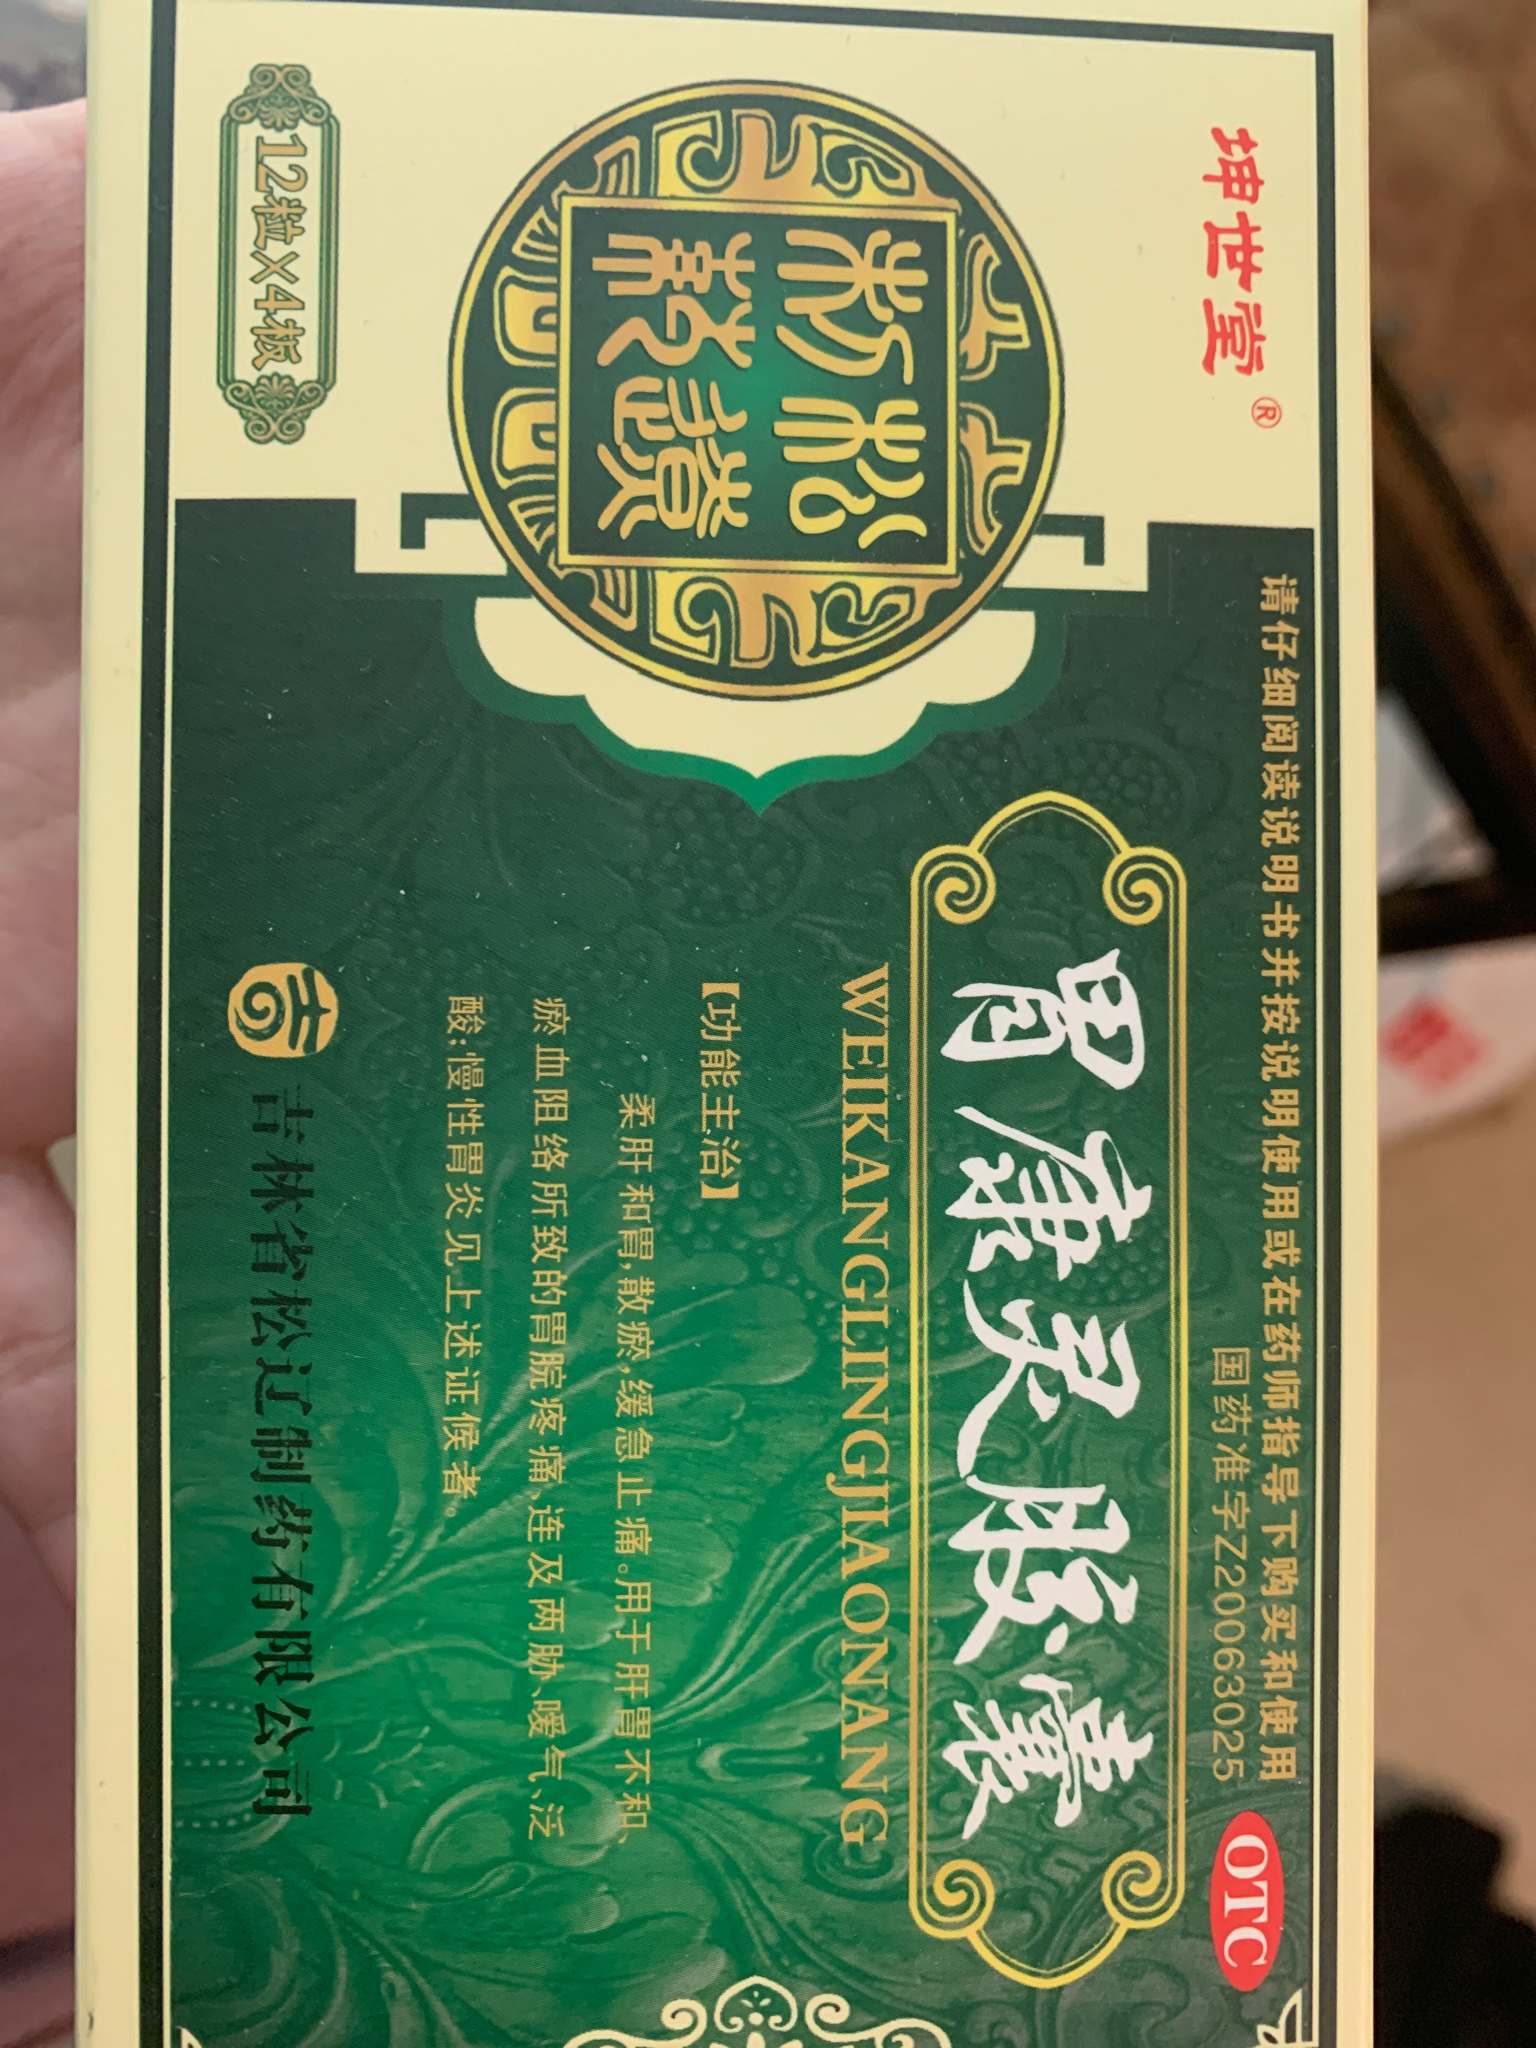 坤世堂®
请仔细阅读说明书并按说明使用或在药师指导下购买和使用
国药准字Z20063025
OTC
胃康灵胶囊
WEIKANGLINGJIAONANG
【功能主治】
柔肝和胃,散瘀,缓急止痛。用于肝胃不和、
瘀血阻络所致的胃脘疼痛、连及两胁、嗳气、泛
酸;慢性胃炎见上述证候者。
12粒×4板
吉林省松辽制药有限公司